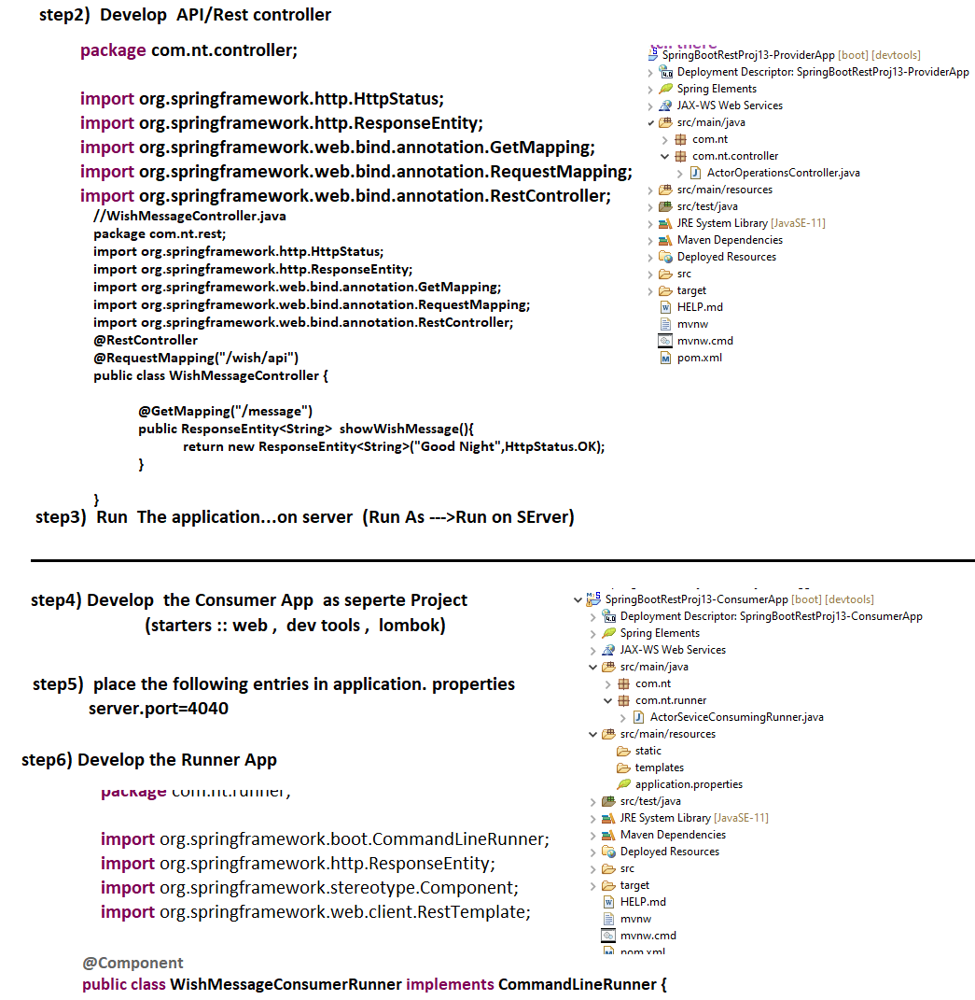 step2) Develop API/Rest controller
package com.nt.controller;
import org.springframework.http.HttpStatus;
import org.springframework.http.ResponseEntity;
import org.springframework.web.bind.annotation.GetMapping;
import org.springframework.web.bind.annotation.RequestMapping;
import org.springframework.web.bind.annotation.RestController;
//WishMessageController.java
package com.nt.rest;
import org.springframework.http.HttpStatus;
import org.springframework.http.ResponseEntity;
import org.springframework.web.bind.annotation.GetMapping;
import org.springframework.web.bind.annotation.RequestMapping;
import org.springframework.web.bind.annotation.RestController;
@RestController
@RequestMapping("/wish/api")
public class WishMessageController {
@GetMapping("/message")
public ResponseEntity<String> showWishMessage(){
return new ResponseEntity<String>("Good Night",HttpStatus.OK);
}
}
SpringBootRestProj13-ProviderApp [boot] [devtools]
Deployment Descriptor: SpringBootRestProj13-ProviderApp
Spring Elements
JAX-WS Web Services
src/main/java
com.nt
com.nt.controller
ActorOperationsController.java
src/main/resources
src/test/java
JRE System Library [JavaSE-11]
Maven Dependencies
Deployed Resources
src
target
HELP.md
mvnw
mvnw.cmd
pom.xml
step3) Run The application...on server (Run As --->Run on SErver)
step4) Develop the Consumer App as seperte Project
(starters :: web , dev tools , lombok)
step5) place the following entries in application. properties
server.port=4040
step6) Develop the Runner App
package com.nt.runner;
import org.springframework.boot.CommandLineRunner;
import org.springframework.http.ResponseEntity;
import org.springframework.stereotype.Component;
import org.springframework.web.client.RestTemplate;
@Component
public class WishMessageConsumerRunner implements CommandLineRunner {
SpringBootRestProj13-ConsumerApp [boot] [devtools]
Deployment Descriptor: SpringBootRestProj13-ConsumerApp
Spring Elements
JAX-WS Web Services
src/main/java
com.nt
com.nt.runner
ActorSeviceConsumingRunner.java
src/main/resources
static
templates
application.properties
src/test/java
JRE System Library [JavaSE-11]
Maven Dependencies
Deployed Resources
src
target
HELP.md
mvnw
mvnw.cmd
pom.xml